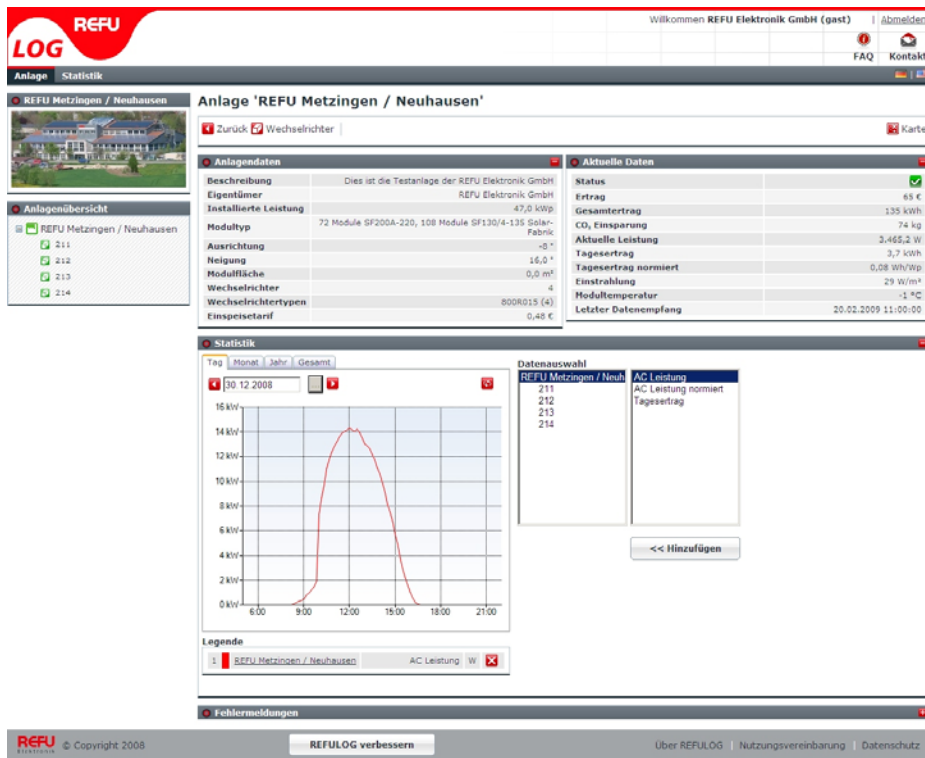 REFU
LOG
Willkommen REFU Elektronik GmbH (gast) | Abmelden
FAQ Kontakt
Anlage Statistik
REFU Metzingen / Neuhausen
Anlage 'REFU Metzingen / Neuhausen'
Zurück Wechselrichter
Karte
Anlagendaten
Beschreibung Dies ist die Testanlage der REFU Elektronik GmbH
Eigentümer REFU Elektronik GmbH
Installierte Leistung 47,0 kWp
Modultyp 72 Module SF200A-220, 108 Module SF130/4-135 Solar-Fabrik
Ausrichtung -8 °
Neigung 16,0 °
Modulfläche 0,0 m²
Wechselrichter 4
Wechselrichtertypen 800R015 (4)
Einspeisetarif 0,48 €
Aktuelle Daten
Status
Ertrag 65 €
Gesamtertrag 135 kWh
CO₂ Einsparung 74 kg
Aktuelle Leistung 3.465,2 W
Tagesertrag 3,7 kWh
Tagesertrag normiert 0,08 Wh/Wp
Einstrahlung 29 W/m²
Modultemperatur -1 °C
Letzter Datenempfang 20.02.2009 11:00:00
Anlagenübersicht
REFU Metzingen / Neuhausen
211
212
213
214
Statistik
Tag Monat Jahr Gesamt
30.12.2008
16 kW
14 kW
12 kW
10 kW
8 kW
6 kW
4 kW
2 kW
0 kW
6:00 9:00 12:00 15:00 18:00 21:00
Datenauswahl
REFU Metzingen / Neuh
211
212
213
214
AC Leistung
AC Leistung normiert
Tagesertrag
<< Hinzufügen
Legende
1 REFU Metzingen / Neuhausen AC Leistung W
Fehlermeldungen
REFU Elektronik © Copyright 2008
REFULOG verbessern
Über REFULOG | Nutzungsvereinbarung | Datenschutz